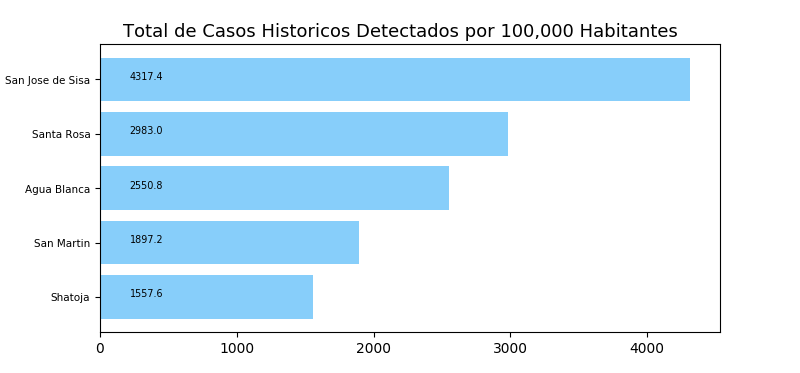 Total de Casos Historicos Detectados por 100,000 Habitantes
San Jose de Sisa 4317.4
Santa Rosa 2983.0
Agua Blanca 2550.8
San Martin 1897.2
Shatoja 1557.6
0 1000 2000 3000 4000